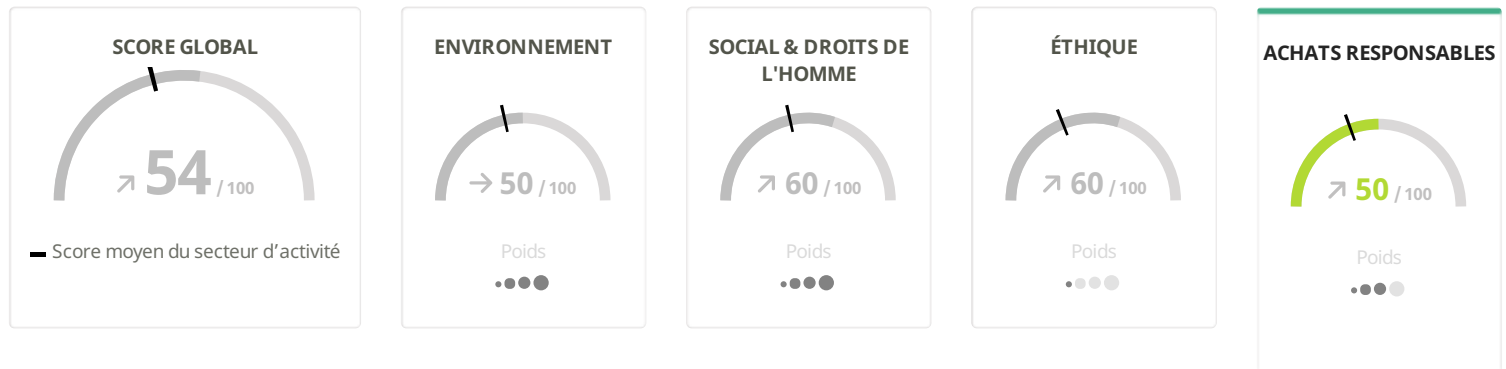 SCORE GLOBAL
54 / 100
Score moyen du secteur d’activité
ENVIRONNEMENT
50 / 100
Poids
SOCIAL & DROITS DE
L'HOMME
60 / 100
Poids
ÉTHIQUE
60 / 100
Poids
ACHATS RESPONSABLES
50 / 100
Poids